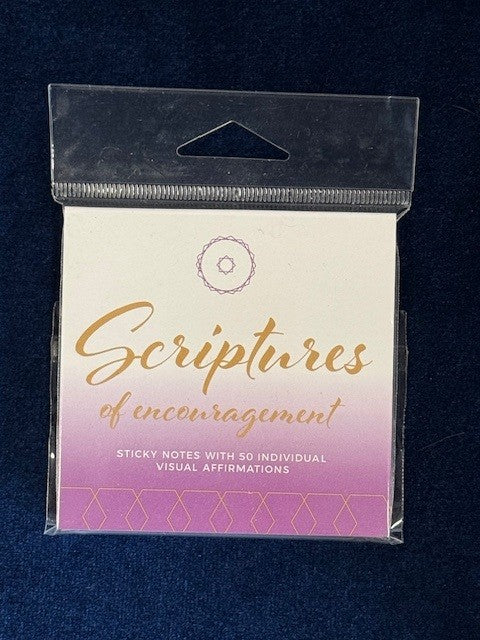 Scriptures
of encouragement
STICKY NOTES WITH 50 INDIVIDUAL
VISUAL AFFIRMATIONS